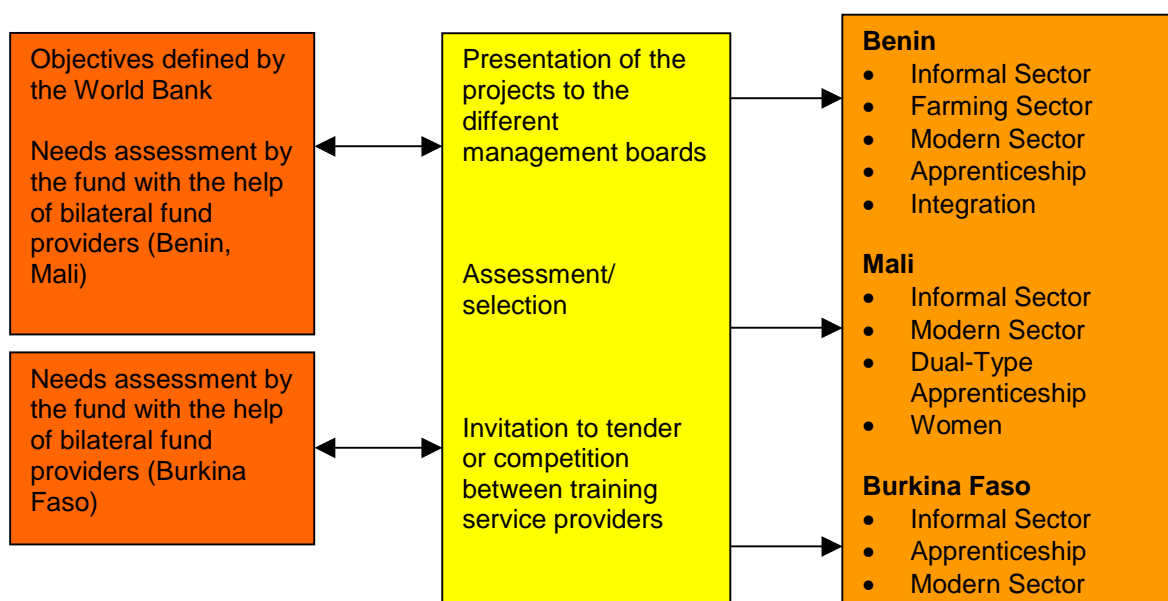 Objectives defined by
the World Bank
Needs assessment by
the fund with the help
of bilateral fund
providers (Benin,
Mali)
Needs assessment by
the fund with the help
of bilateral fund
providers (Burkina
Faso)
Presentation of the
projects to the
different
management boards
Assessment/
selection
Invitation to tender
or competition
between training
service providers
Benin
• Informal Sector
• Farming Sector
• Modern Sector
• Apprenticeship
• Integration
Mali
• Informal Sector
• Modern Sector
• Dual-Type
Apprenticeship
• Women
Burkina Faso
• Informal Sector
• Apprenticeship
• Modern Sector